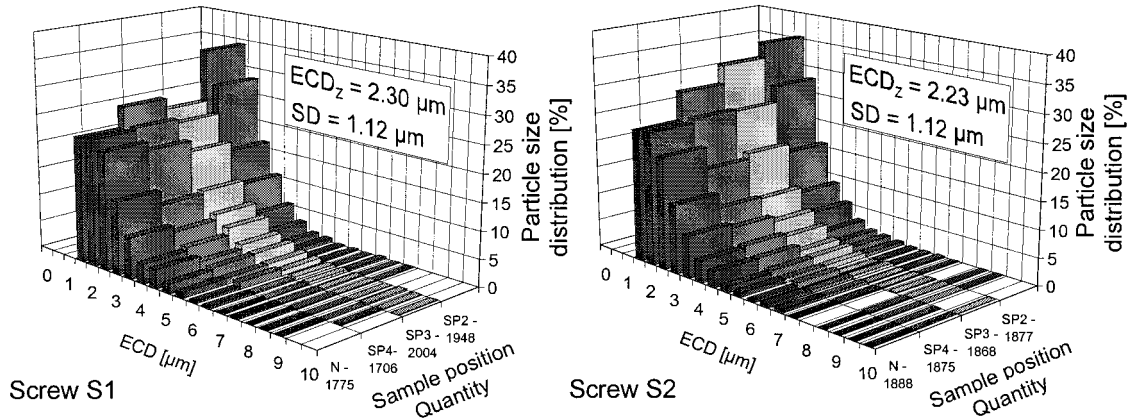 ECDz = 2.30 µm
SD = 1.12 µm
40
35
30
25
20
15
10
5
0
Particle size
distribution [%]
0 1 2 3 4 5 6 7 8 9 10
ECD [µm]
N - 1775
SP4- 1706
SP3 - 2004
SP2 - 1948
Sample position
Quantity
Screw S1
ECDz = 2.23 µm
SD = 1.12 µm
40
35
30
25
20
15
10
5
0
Particle size
distribution [%]
0 1 2 3 4 5 6 7 8 9 10
ECD [µm]
N - 1888
SP4 - 1875
SP3 - 1868
SP2 - 1877
Sample position
Quantity
Screw S2